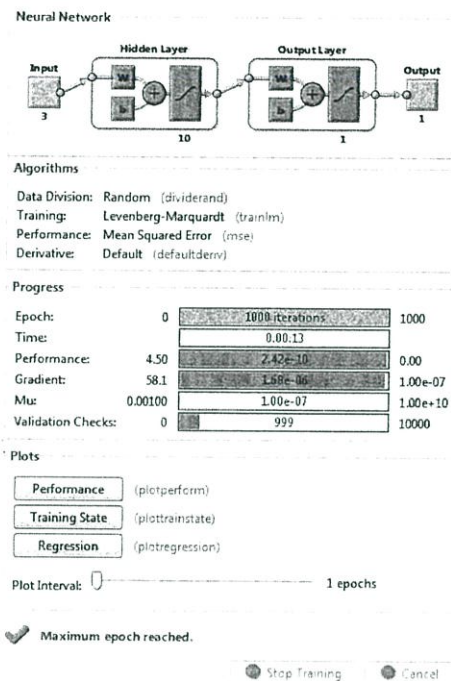 Neural Network
Hidden Layer
Output Layer
Input
W
b
W
b
Output
3
10
1
1
Algorithms
Data Division: Random (dividerand)
Training: Levenberg-Marquardt (trainlm)
Performance: Mean Squared Error (mse)
Derivative: Default (defaultderiv)
Progress
Epoch: 0 1000 iterations 1000
Time: 0:00:13
Performance: 4.50 2.42e-10 0.00
Gradient: 58.1 1.68e-06 1.00e-07
Mu: 0.00100 1.00e-07 1.00e+10
Validation Checks: 0 999 10000
Plots
Performance (plotperform)
Training State (plottrainstate)
Regression (plotregression)
Plot Interval: 1 epochs
Maximum epoch reached.
Stop Training Cancel